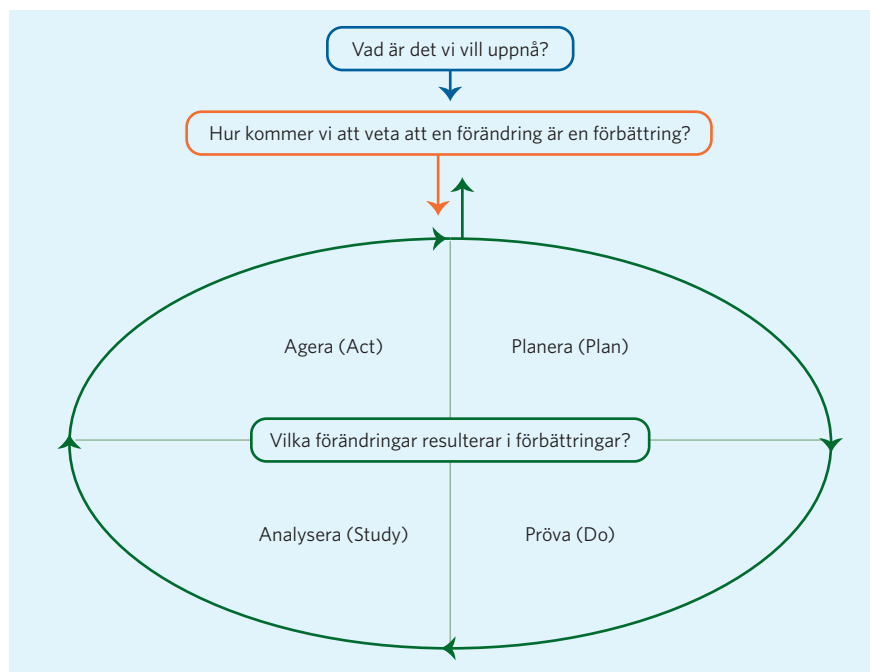 Vad är det vi vill uppnå?
Hur kommer vi att veta att en förändring är en förbättring?
Agera (Act)
Planera (Plan)
Vilka förändringar resulterar i förbättringar?
Analysera (Study)
Pröva (Do)